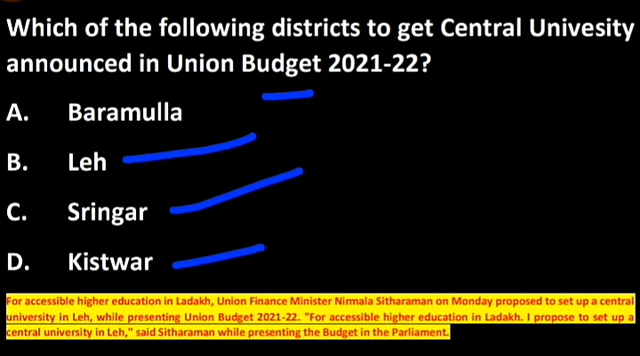 Which of the following districts to get Central Univesity
announced in Union Budget 2021-22?
A. Baramulla
B. Leh
C. Sringar
D. Kistwar
For accessible higher education in Ladakh, Union Finance Minister Nirmala Sitharaman on Monday proposed to set up a central
university in Leh, while presenting Union Budget 2021-22. "For accessible higher education in Ladakh. I propose to set up a
central university in Leh," said Sitharaman while presenting the Budget in the Parliament.